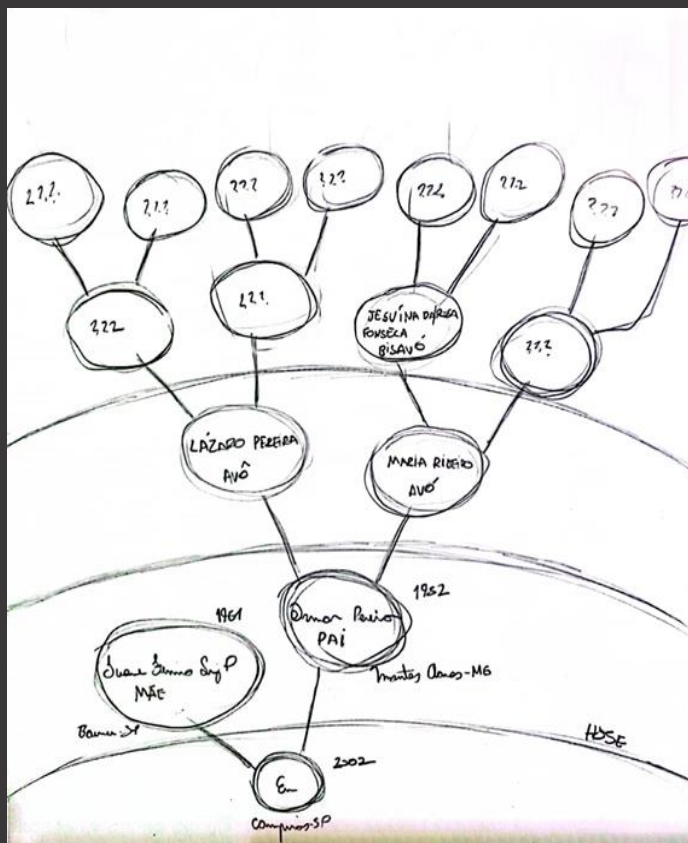 ???
???
???
???
???
???
???
???
???
JESUÍNA DA ROSA
FONSECA
BISAVÓ
???
LÁZARO PEREIRA
AVÔ
MARIA RIBEIRO
AVÓ
1952
Pereira
PAI
1961
MÃE
Montes Claros-MG
HOJE
2002
Eu
Campinas-SP